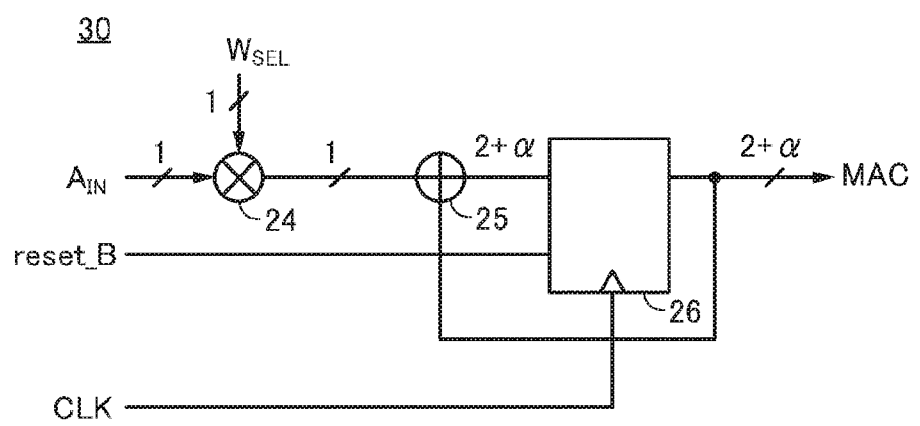 30
W_SEL
1
A_IN 1 1 2+α 2+α MAC
24 25
reset_B
26
CLK